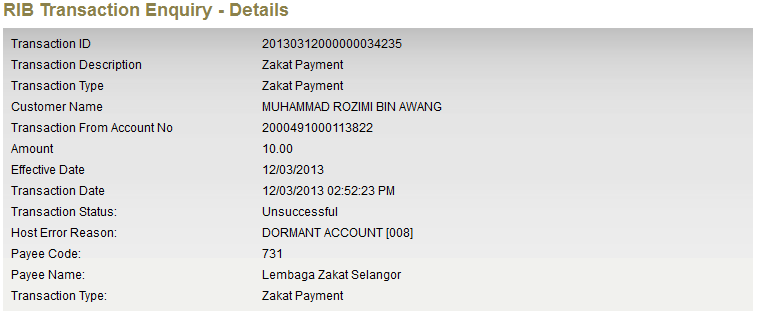 RIB Transaction Enquiry - Details
Transaction ID 20130312000000034235
Transaction Description Zakat Payment
Transaction Type Zakat Payment
Customer Name MUHAMMAD ROZIMI BIN AWANG
Transaction From Account No 2000491000113822
Amount 10.00
Effective Date 12/03/2013
Transaction Date 12/03/2013 02:52:23 PM
Transaction Status: Unsuccessful
Host Error Reason: DORMANT ACCOUNT [008]
Payee Code: 731
Payee Name: Lembaga Zakat Selangor
Transaction Type: Zakat Payment